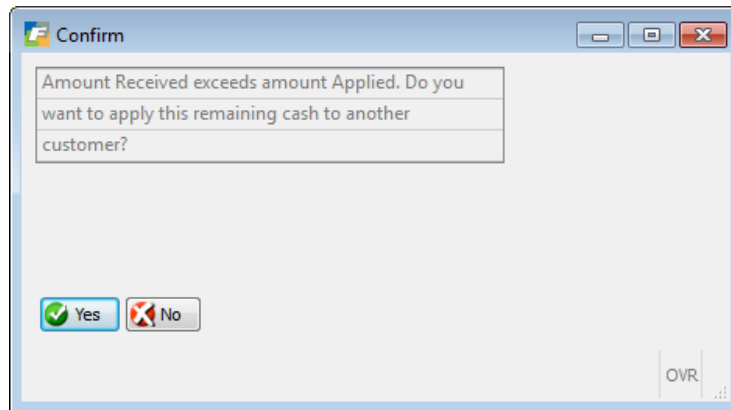 Confirm
Amount Received exceeds amount Applied. Do you
want to apply this remaining cash to another
customer?
Yes
No
OVR